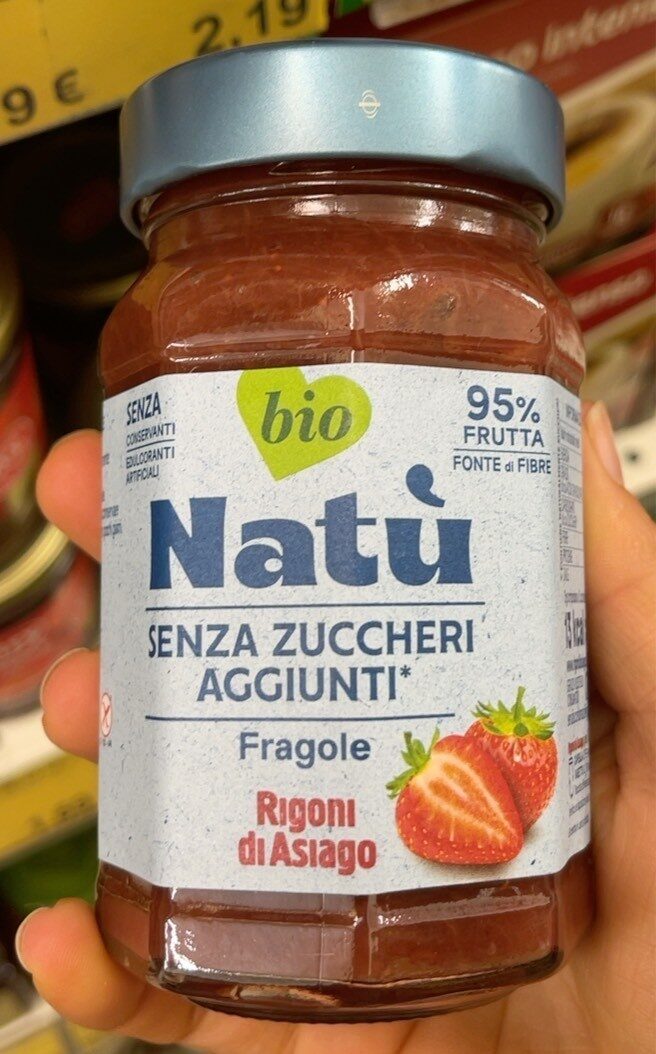 2,19
9 €
SENZA
CONSERVANTI
EDULCORANTI
ARTIFICIALI
bio
95%
FRUTTA
FONTE di FIBRE
Natù
SENZA ZUCCHERI
AGGIUNTI*
Fragole
Rigoni
di Asiago